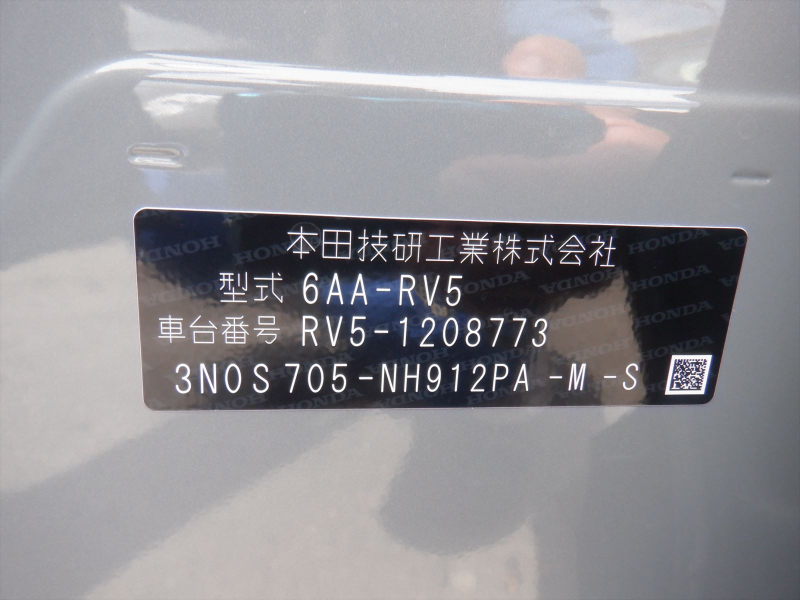 本田技研工業株式会社
型式 6AA-RV5
車台番号 RV5-1208773
3N0S 705-NH912PA -M -S